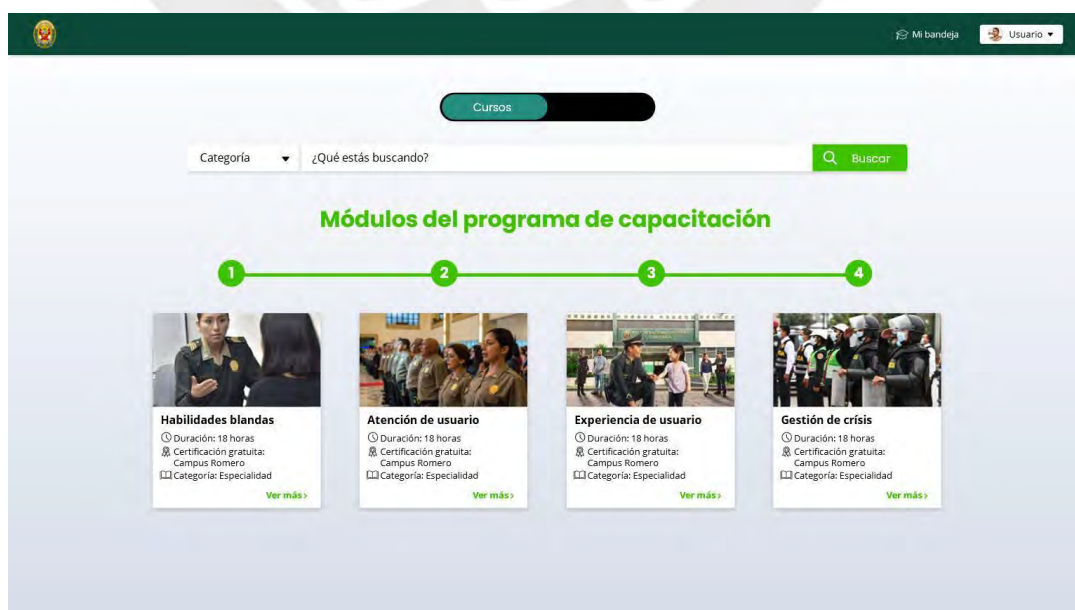 Mi bandeja
Usuario
Cursos
Categoría
¿Qué estás buscando?
Buscar
Módulos del programa de capacitación
1
2
3
4
Habilidades blandas
Duración: 18 horas
Certificación gratuita:
Campus Romero
Categoría: Especialidad
Ver más >
Atención de usuario
Duración: 18 horas
Certificación gratuita:
Campus Romero
Categoría: Especialidad
Ver más >
Experiencia de usuario
Duración: 18 horas
Certificación gratuita:
Campus Romero
Categoría: Especialidad
Ver más >
Gestión de crísis
Duración: 18 horas
Certificación gratuita:
Campus Romero
Categoría: Especialidad
Ver más >